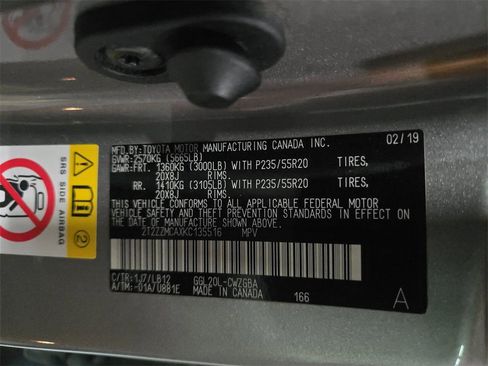 MFD. BY:TOYOTA MOTOR MANUFACTURING CANADA INC. 02/19
GVWR:2570KG (5665LB)
GAWR:FRT. 1360KG (3000LB) WITH P235/55R20 TIRES,
20X8J RIMS.
RR. 1410KG (3105LB) WITH P235/55R20 TIRES,
20X8J RIMS.
THIS VEHICLE CONFORMS TO ALL APPLICABLE FEDERAL MOTOR
VEHICLE SAFETY, BUMPER, AND THEFT PREVENTION STANDARDS IN EFFECT ON
THE DATE OF MANUFACTURE SHOWN ABOVE.
2T2ZZMCAXKC135516 MPV
C/TR:1J7/LB12 GGL20L-CWZGBA
A/TM:-01A/U881E MADE IN CANADA 166 A
SRS SIDE AIRBAG
2